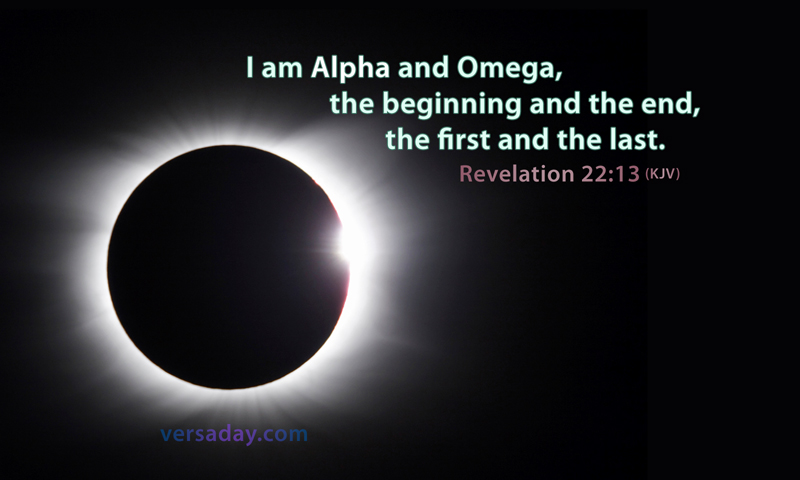 I am Alpha and Omega,
the beginning and the end,
the first and the last.
Revelation 22:13 (KJV)
versaday.com